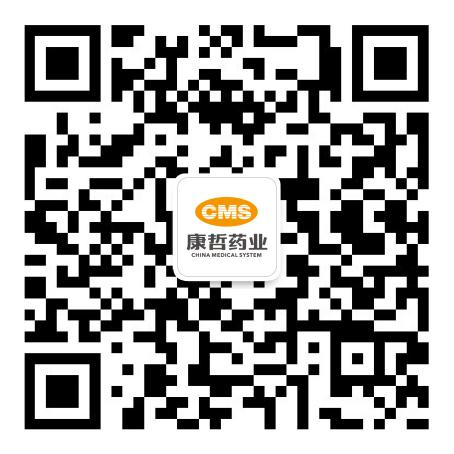 CMS
康哲药业
CHINA MEDICAL SYSTEM